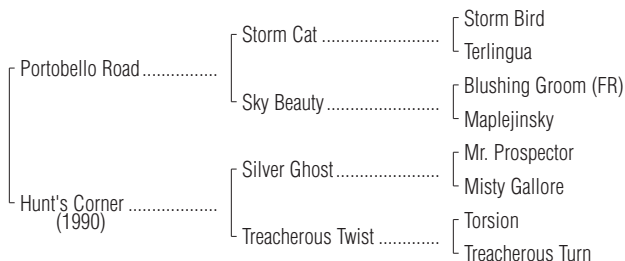 Storm Bird
Storm Cat ..........................
Terlingua
Portobello Road ................
Blushing Groom (FR)
Sky Beauty .........................
Maplejinsky
Mr. Prospector
Silver Ghost .......................
Misty Gallore
Hunt's Corner ...................
(1990)
Torsion
Treacherous Twist .............
Treacherous Turn